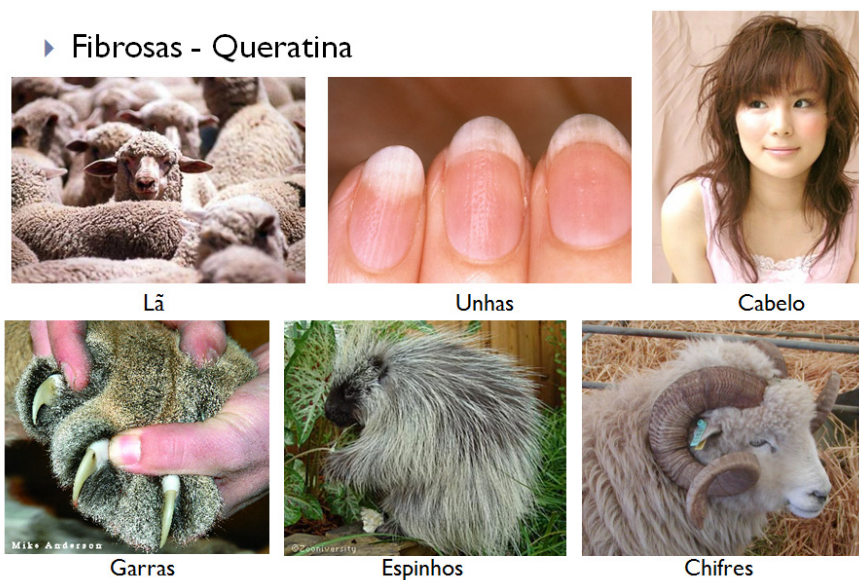 Fibrosas - Queratina
Lã
Unhas
Cabelo
Mike Anderson
©Zooniversity
Garras
Espinhos
Chifres